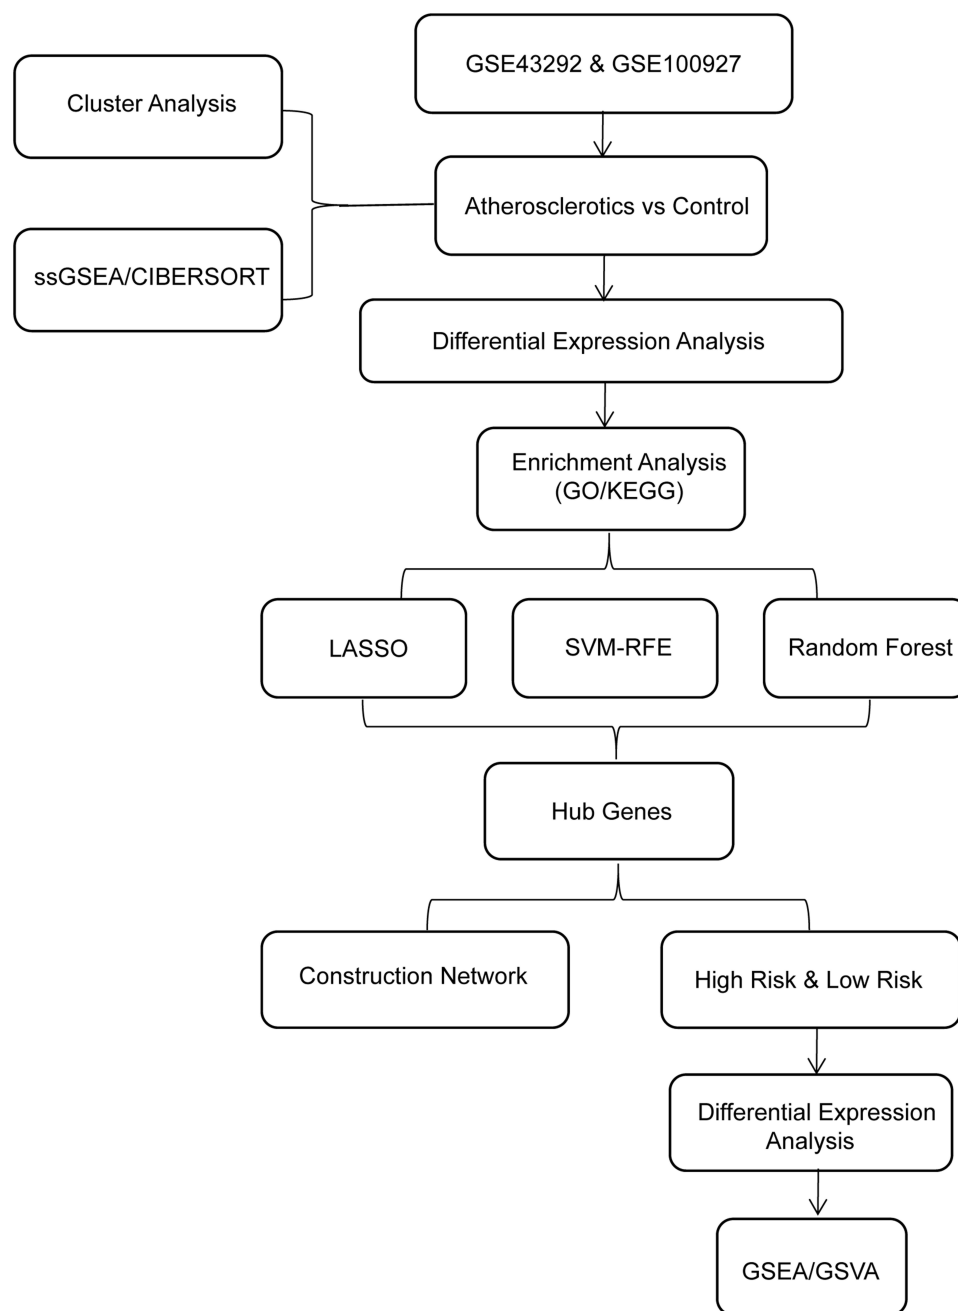 GSE43292 & GSE100927
Cluster Analysis
Atherosclerotics vs Control
ssGSEA/CIBERSORT
Differential Expression Analysis
Enrichment Analysis
(GO/KEGG)
LASSO
SVM-RFE
Random Forest
Hub Genes
Construction Network
High Risk & Low Risk
Differential Expression
Analysis
GSEA/GSVA